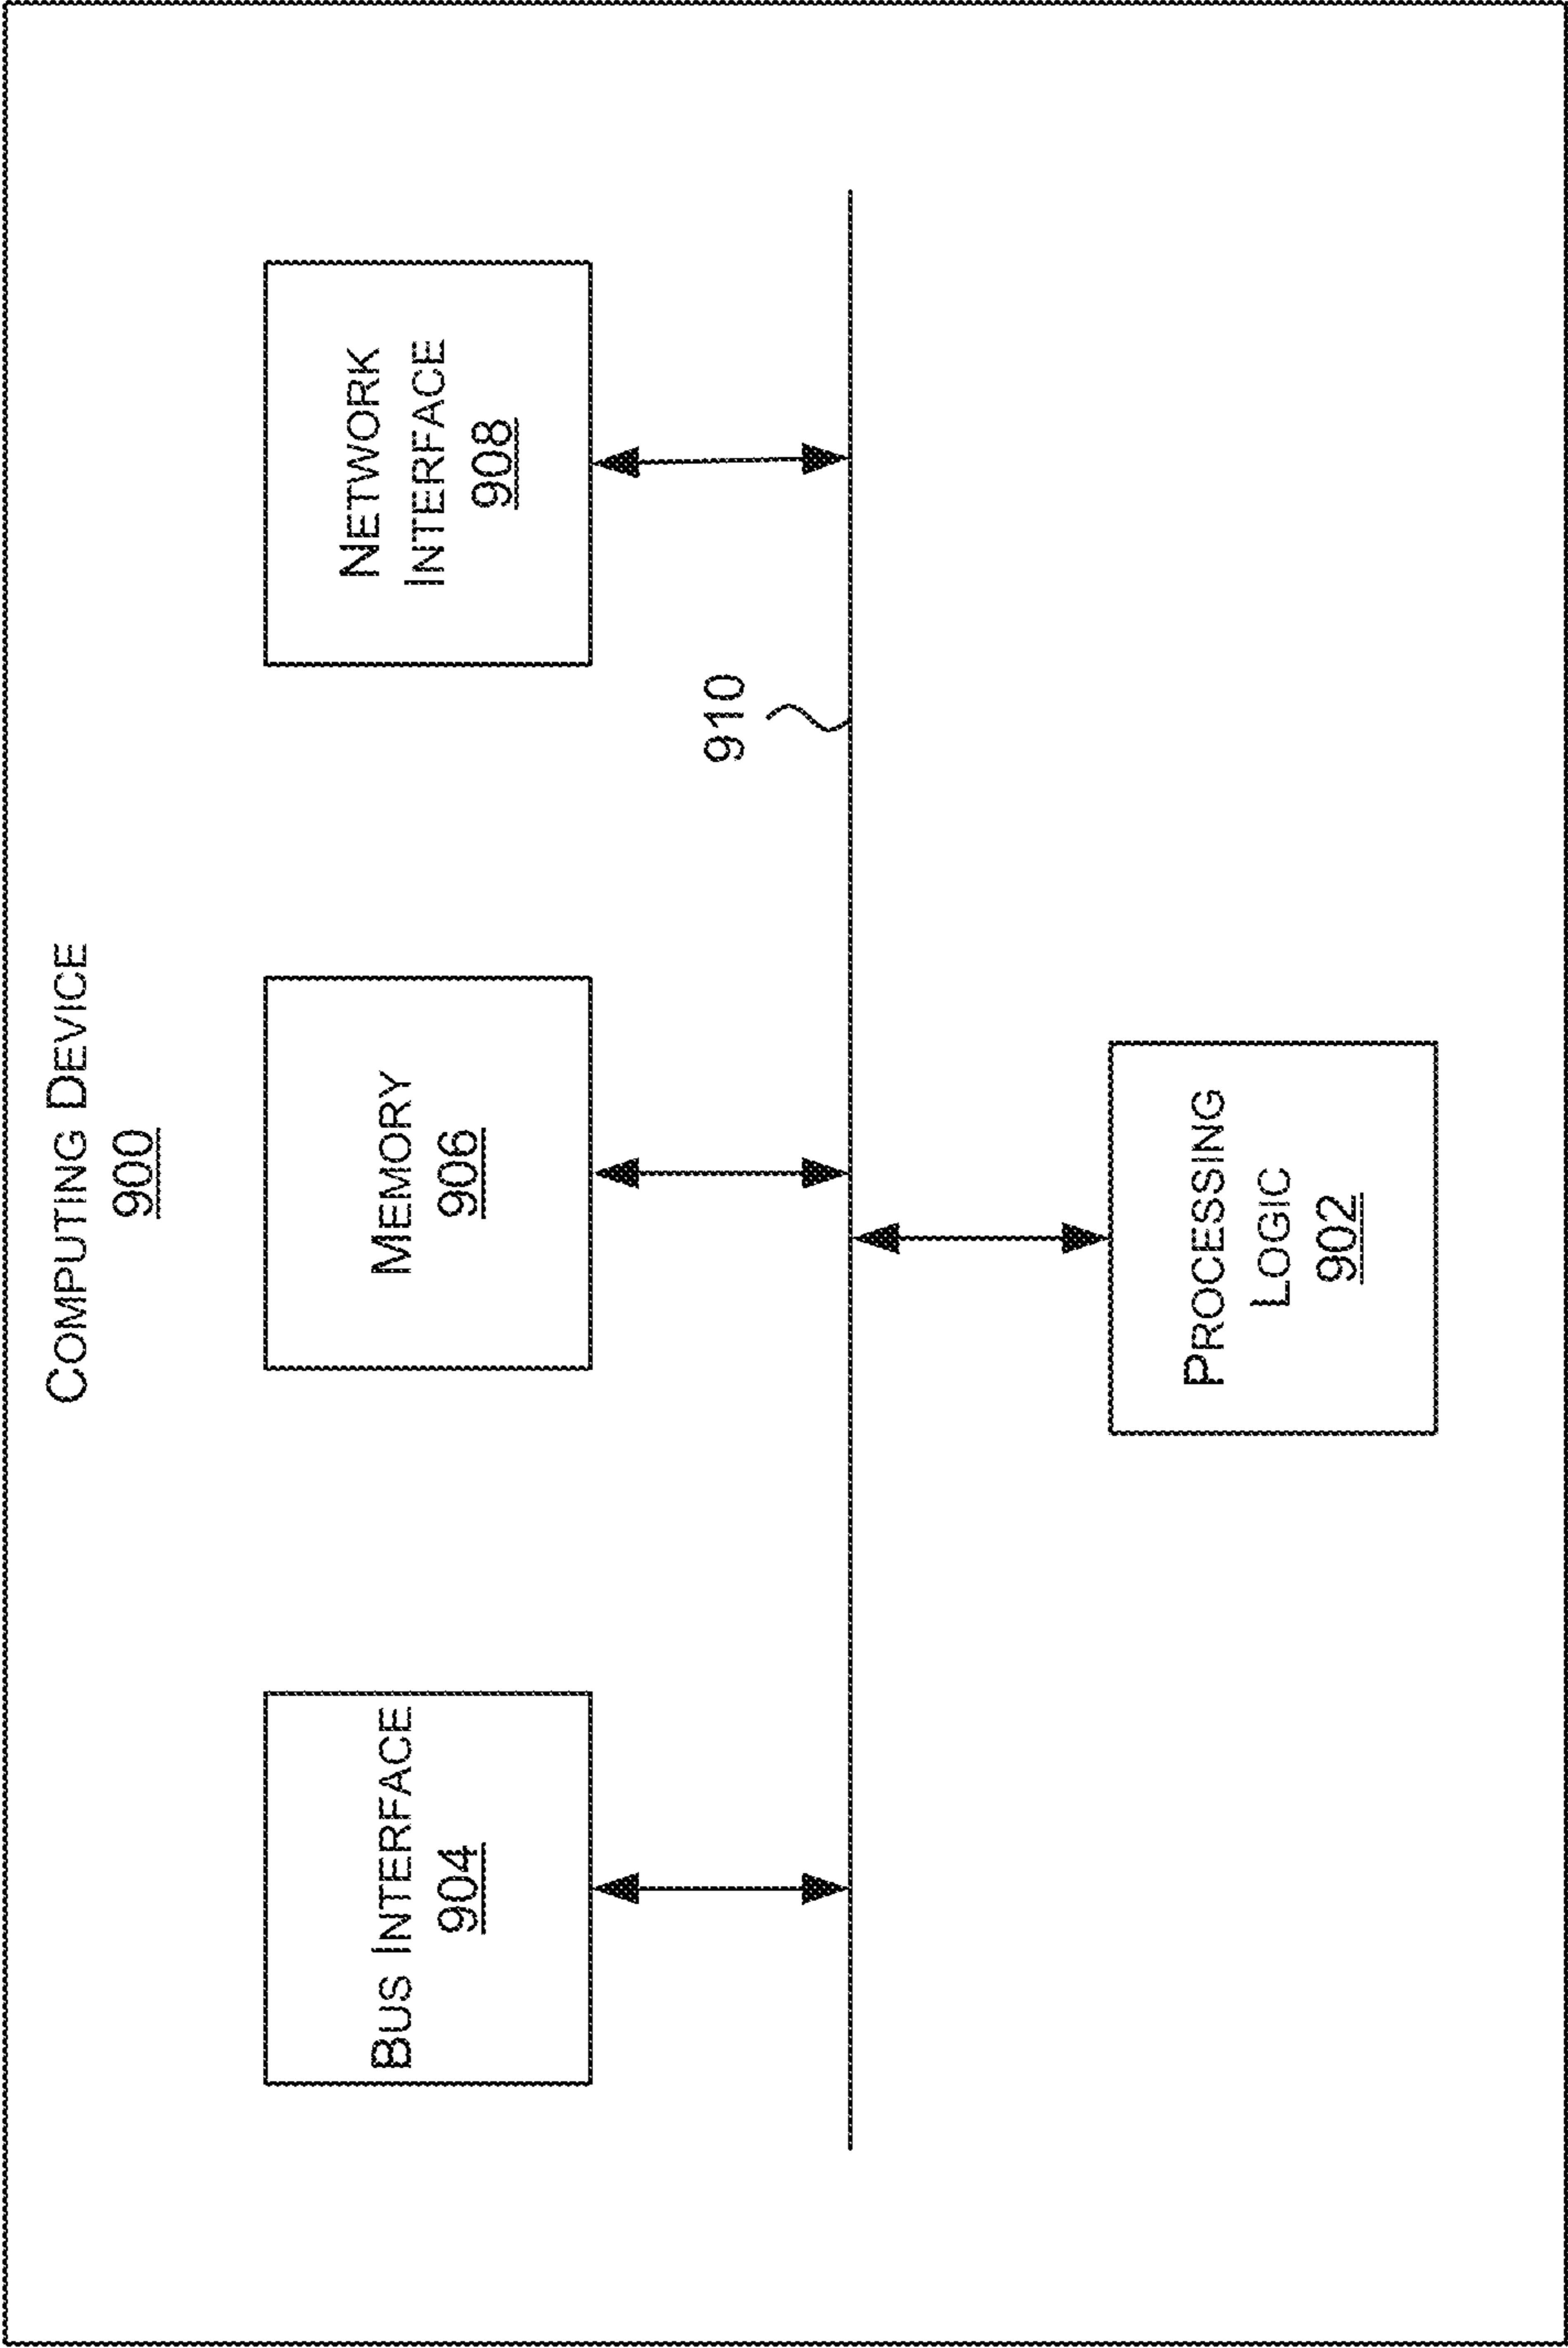 COMPUTING DEVICE
900
BUS INTERFACE
904
MEMORY
906
NETWORK
INTERFACE
908
910
PROCESSING
LOGIC
902